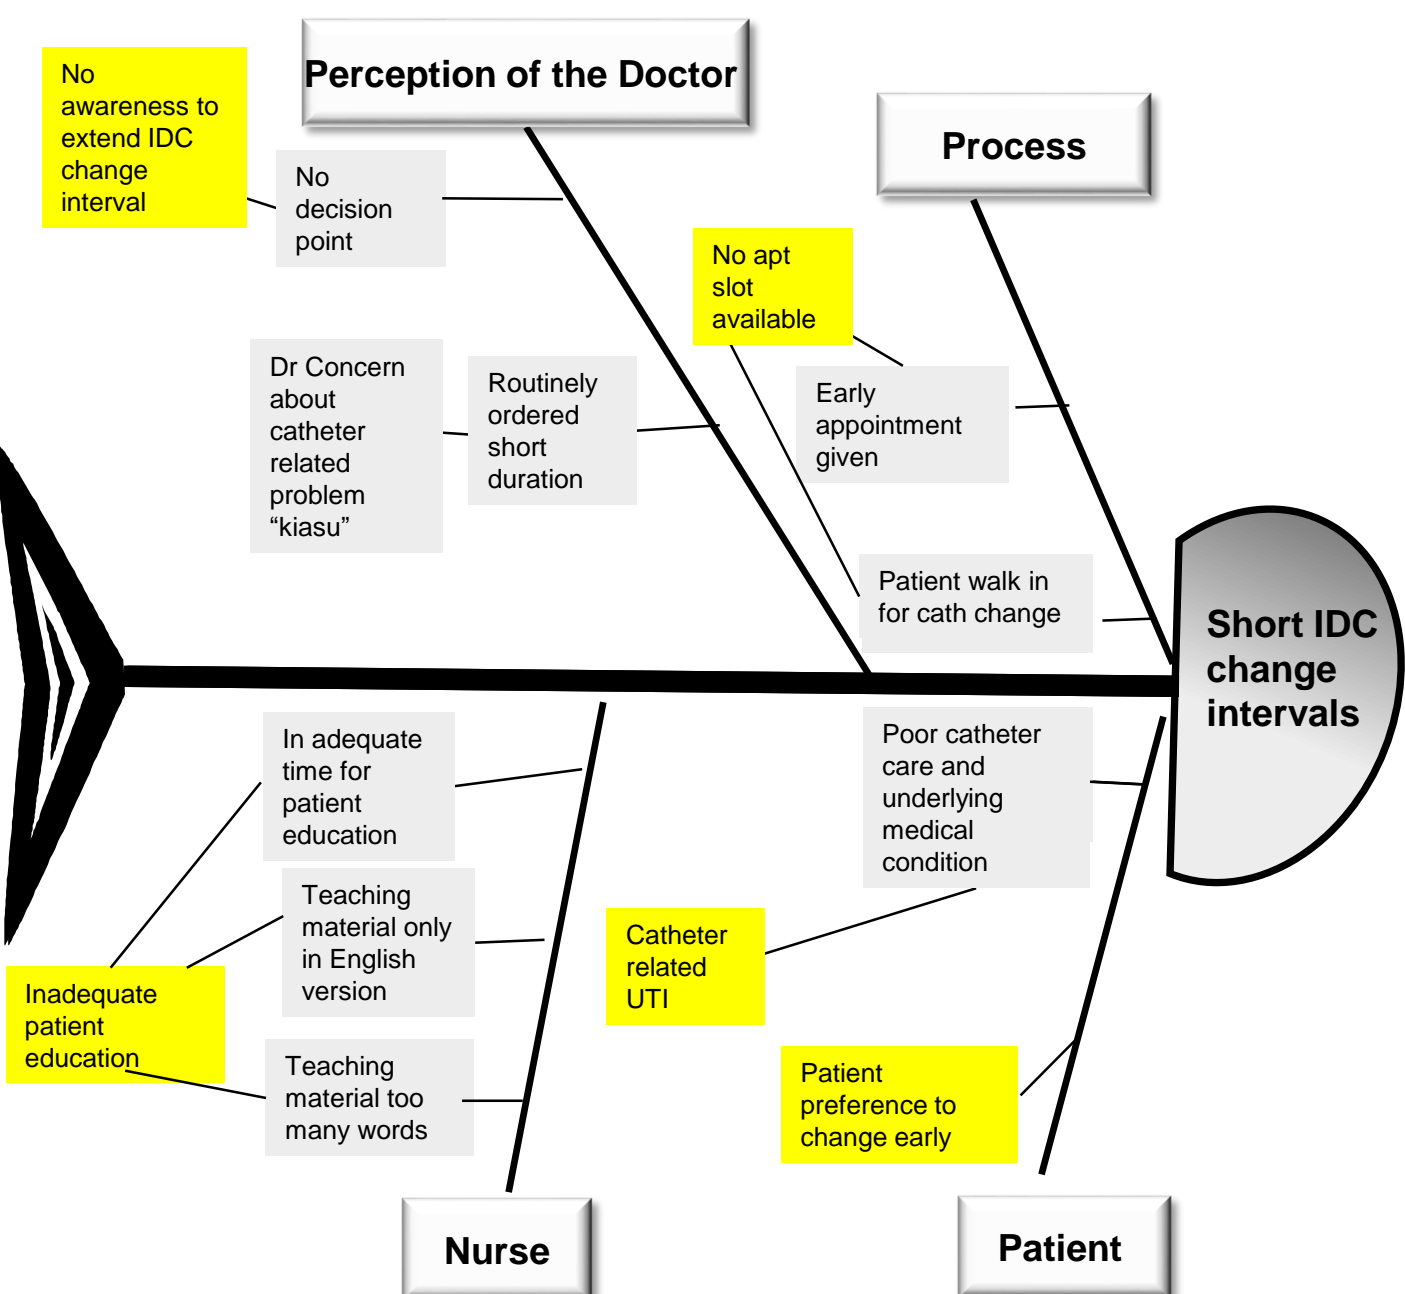 Perception of the Doctor
No
awareness to
extend IDC
change
interval
No
decision
point
Dr Concern
about
catheter
related
problem
“kiasu”
Routinely
ordered
short
duration
Process
No apt
slot
available
Early
appointment
given
Patient walk in
for cath change
Short IDC
change
intervals
In adequate
time for
patient
education
Teaching
material only
in English
version
Inadequate
patient
education
Teaching
material too
many words
Nurse
Poor catheter
care and
underlying
medical
condition
Catheter
related
UTI
Patient
preference to
change early
Patient